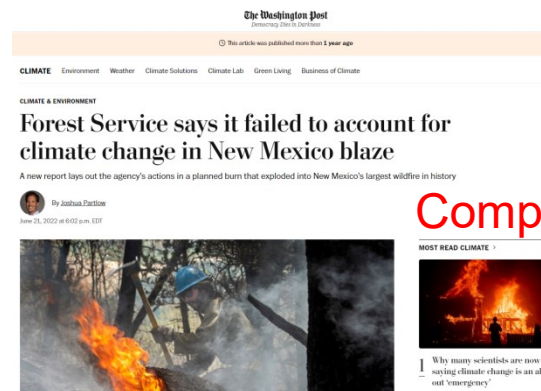 The Washington Post
Democracy Dies in Darkness
This article was published more than 1 year ago
CLIMATE Environment Weather Climate Solutions Climate Lab Green Living Business of Climate
CLIMATE & ENVIRONMENT
Forest Service says it failed to account for
climate change in New Mexico blaze
A new report lays out the agency's actions in a planned burn that exploded into New Mexico's largest wildfire in history
By Joshua Partlow
June 21, 2022 at 6:02 p.m. EDT
Comp
MOST READ CLIMATE >
1 Why many scientists are now
saying climate change is an al
out 'emergency'